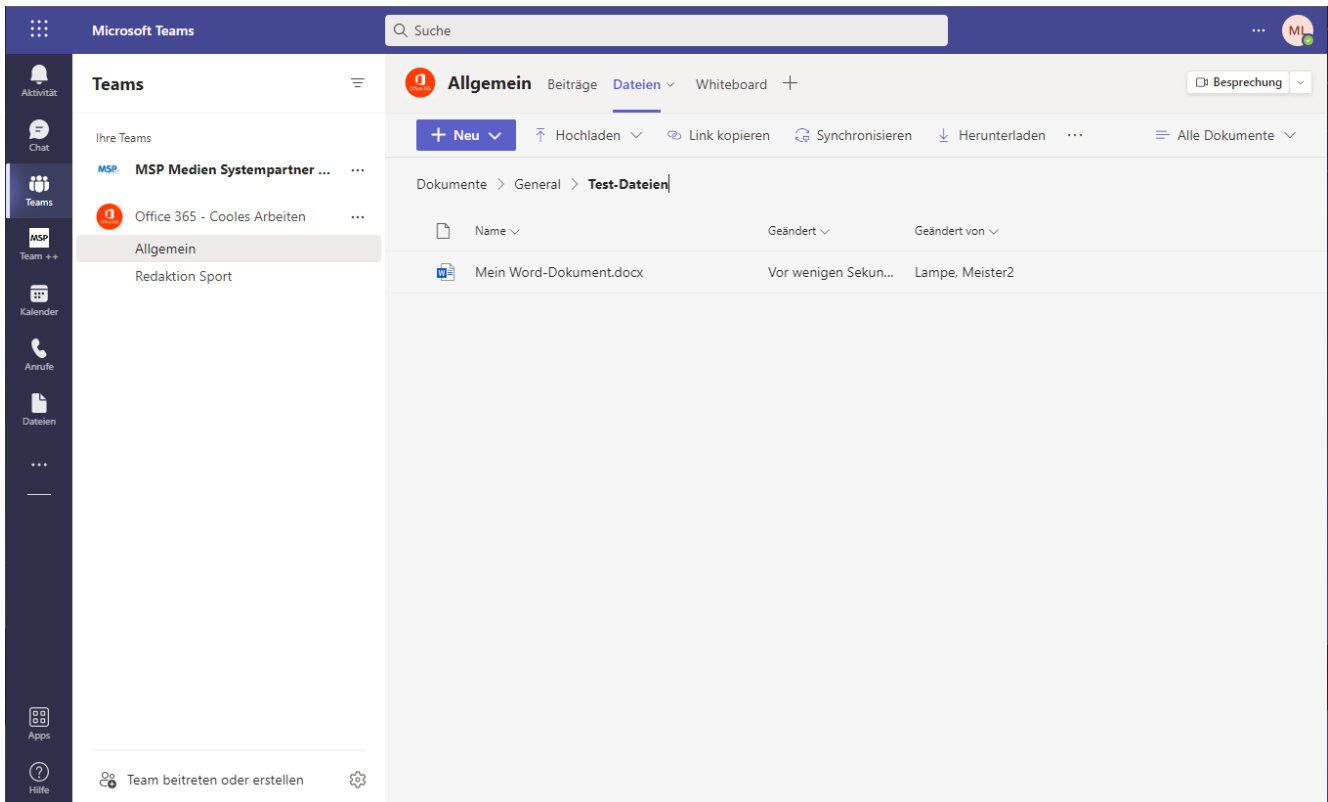 Microsoft Teams
Suche
ML
Aktivität
Chat
Teams
MSP
Team ++
Kalender
Anrufe
Dateien
Apps
Hilfe
Teams
Ihre Teams
MSP MSP Medien Systempartner ...
Office 365 - Cooles Arbeiten
Allgemein
Redaktion Sport
Team beitreten oder erstellen
Allgemein Beiträge Dateien Whiteboard
Besprechung
Neu Hochladen Link kopieren Synchronisieren Herunterladen Alle Dokumente
Dokumente > General > Test-Dateien
Name Geändert Geändert von
Mein Word-Dokument.docx Vor wenigen Sekun... Lampe, Meister2